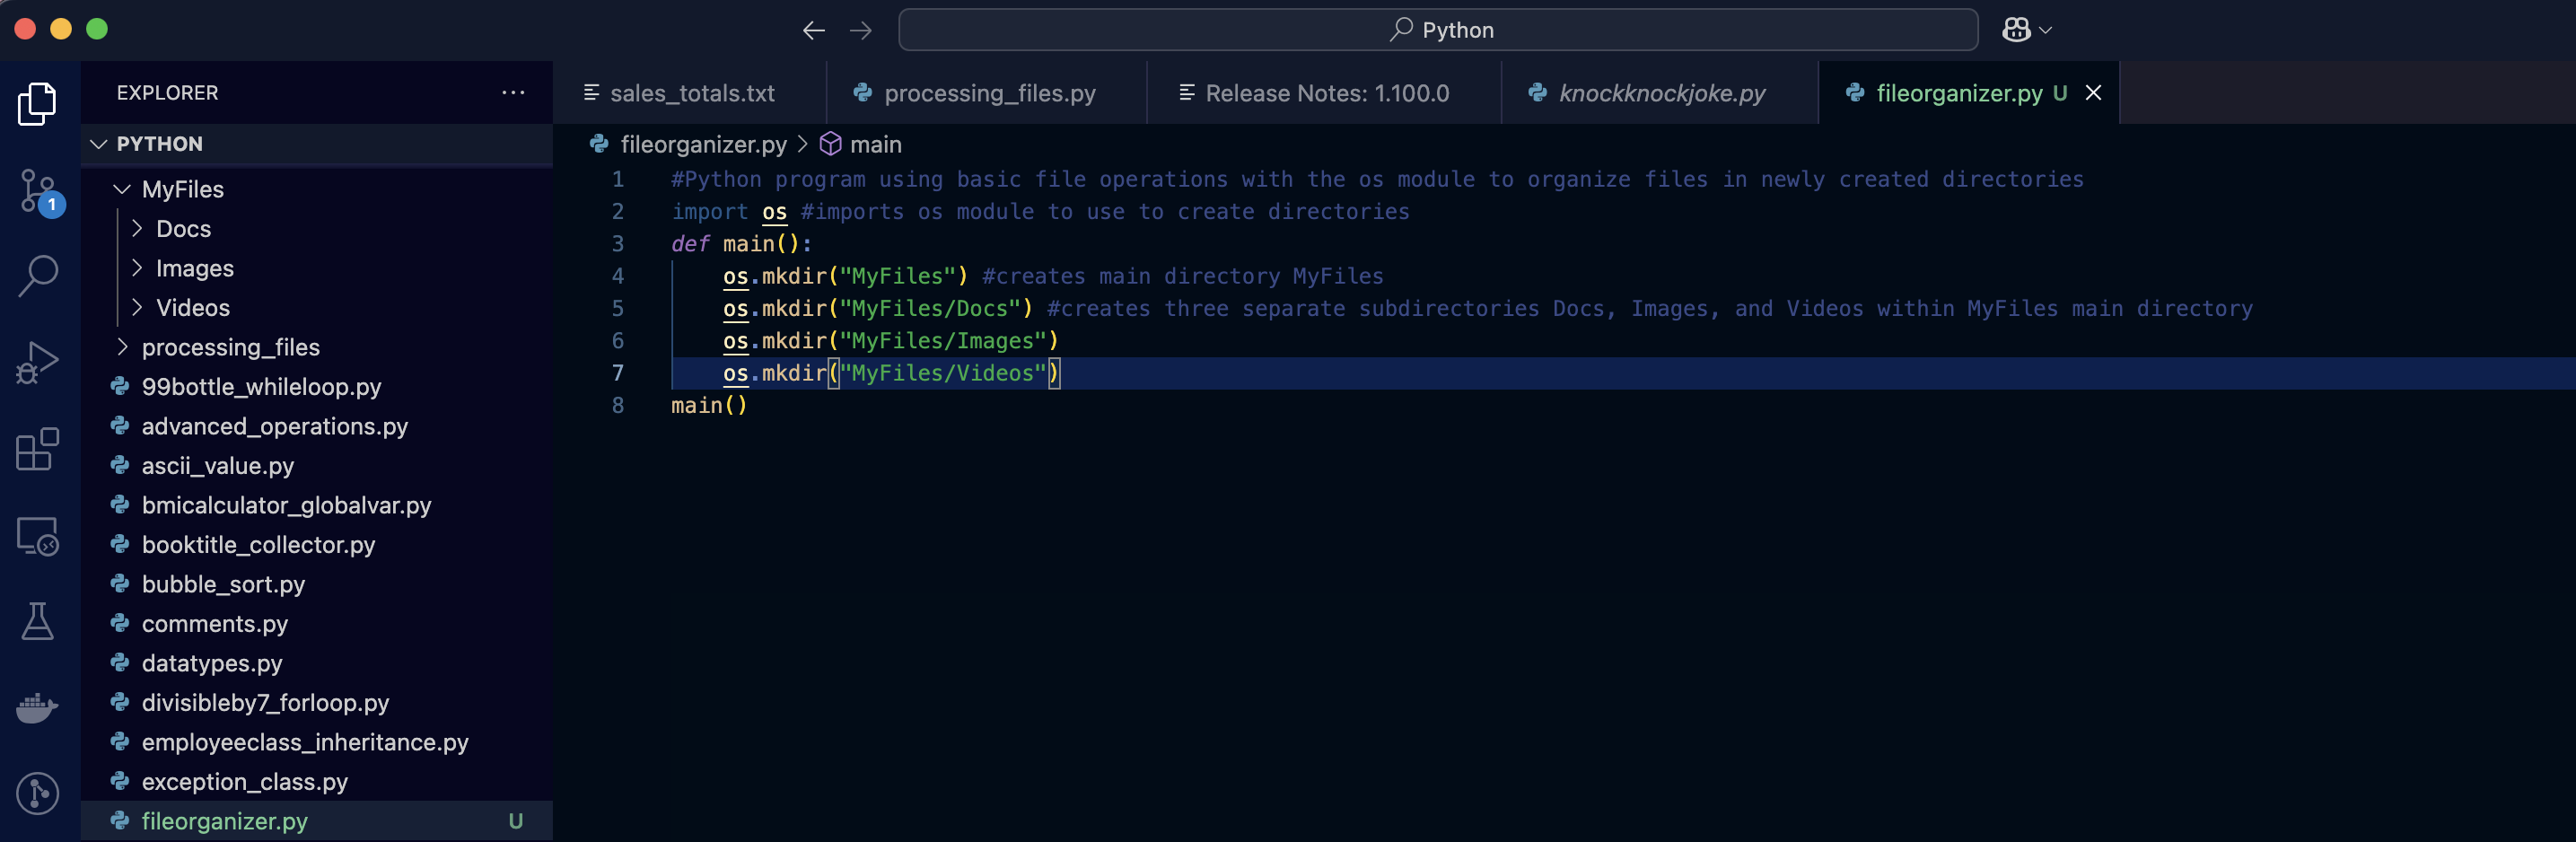 Python
EXPLORER ...
PYTHON
MyFiles
Docs
Images
Videos
processing_files
99bottle_whileloop.py
advanced_operations.py
ascii_value.py
bmicalculator_globalvar.py
booktitle_collector.py
bubble_sort.py
comments.py
datatypes.py
divisibleby7_forloop.py
employeeclass_inheritance.py
exception_class.py
fileorganizer.py U
1
sales_totals.txt processing_files.py Release Notes: 1.100.0 knockknockjoke.py fileorganizer.py U
fileorganizer.py > main
1 #Python program using basic file operations with the os module to organize files in newly created directories
2 import os #imports os module to use to create directories
3 def main():
4 os.mkdir("MyFiles") #creates main directory MyFiles
5 os.mkdir("MyFiles/Docs") #creates three separate subdirectories Docs, Images, and Videos within MyFiles main directory
6 os.mkdir("MyFiles/Images")
7 os.mkdir("MyFiles/Videos")
8 main()